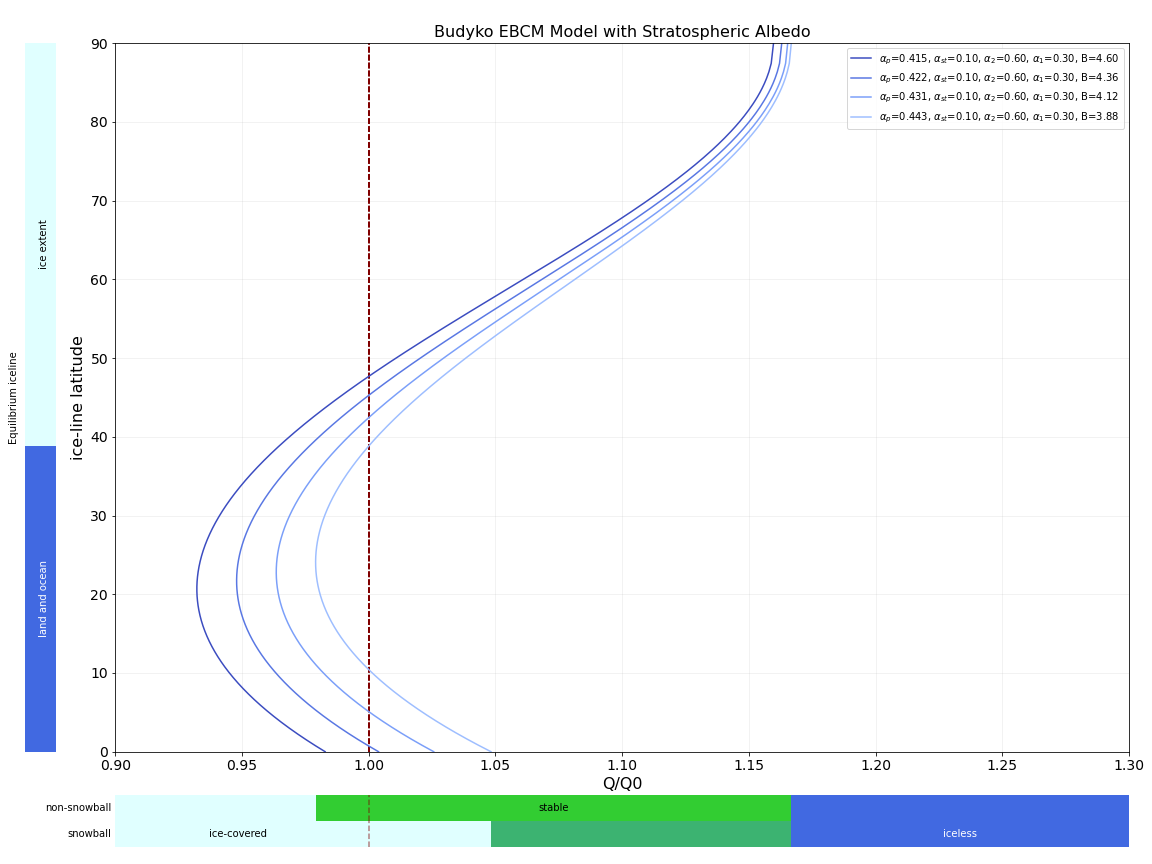 Budyko EBCM Model with Stratospheric Albedo
αp=0.415, αst=0.10, α2=0.60, α1=0.30, B=4.60
αp=0.422, αst=0.10, α2=0.60, α1=0.30, B=4.36
αp=0.431, αst=0.10, α2=0.60, α1=0.30, B=4.12
αp=0.443, αst=0.10, α2=0.60, α1=0.30, B=3.88
90
80
70
60
50
40
30
20
10
0
ice-line latitude
Equilibrium iceline
ice extent
land and ocean
0.90 0.95 1.00 1.05 1.10 1.15 1.20 1.25 1.30
Q/Q0
non-snowball stable
snowball ice-covered iceless